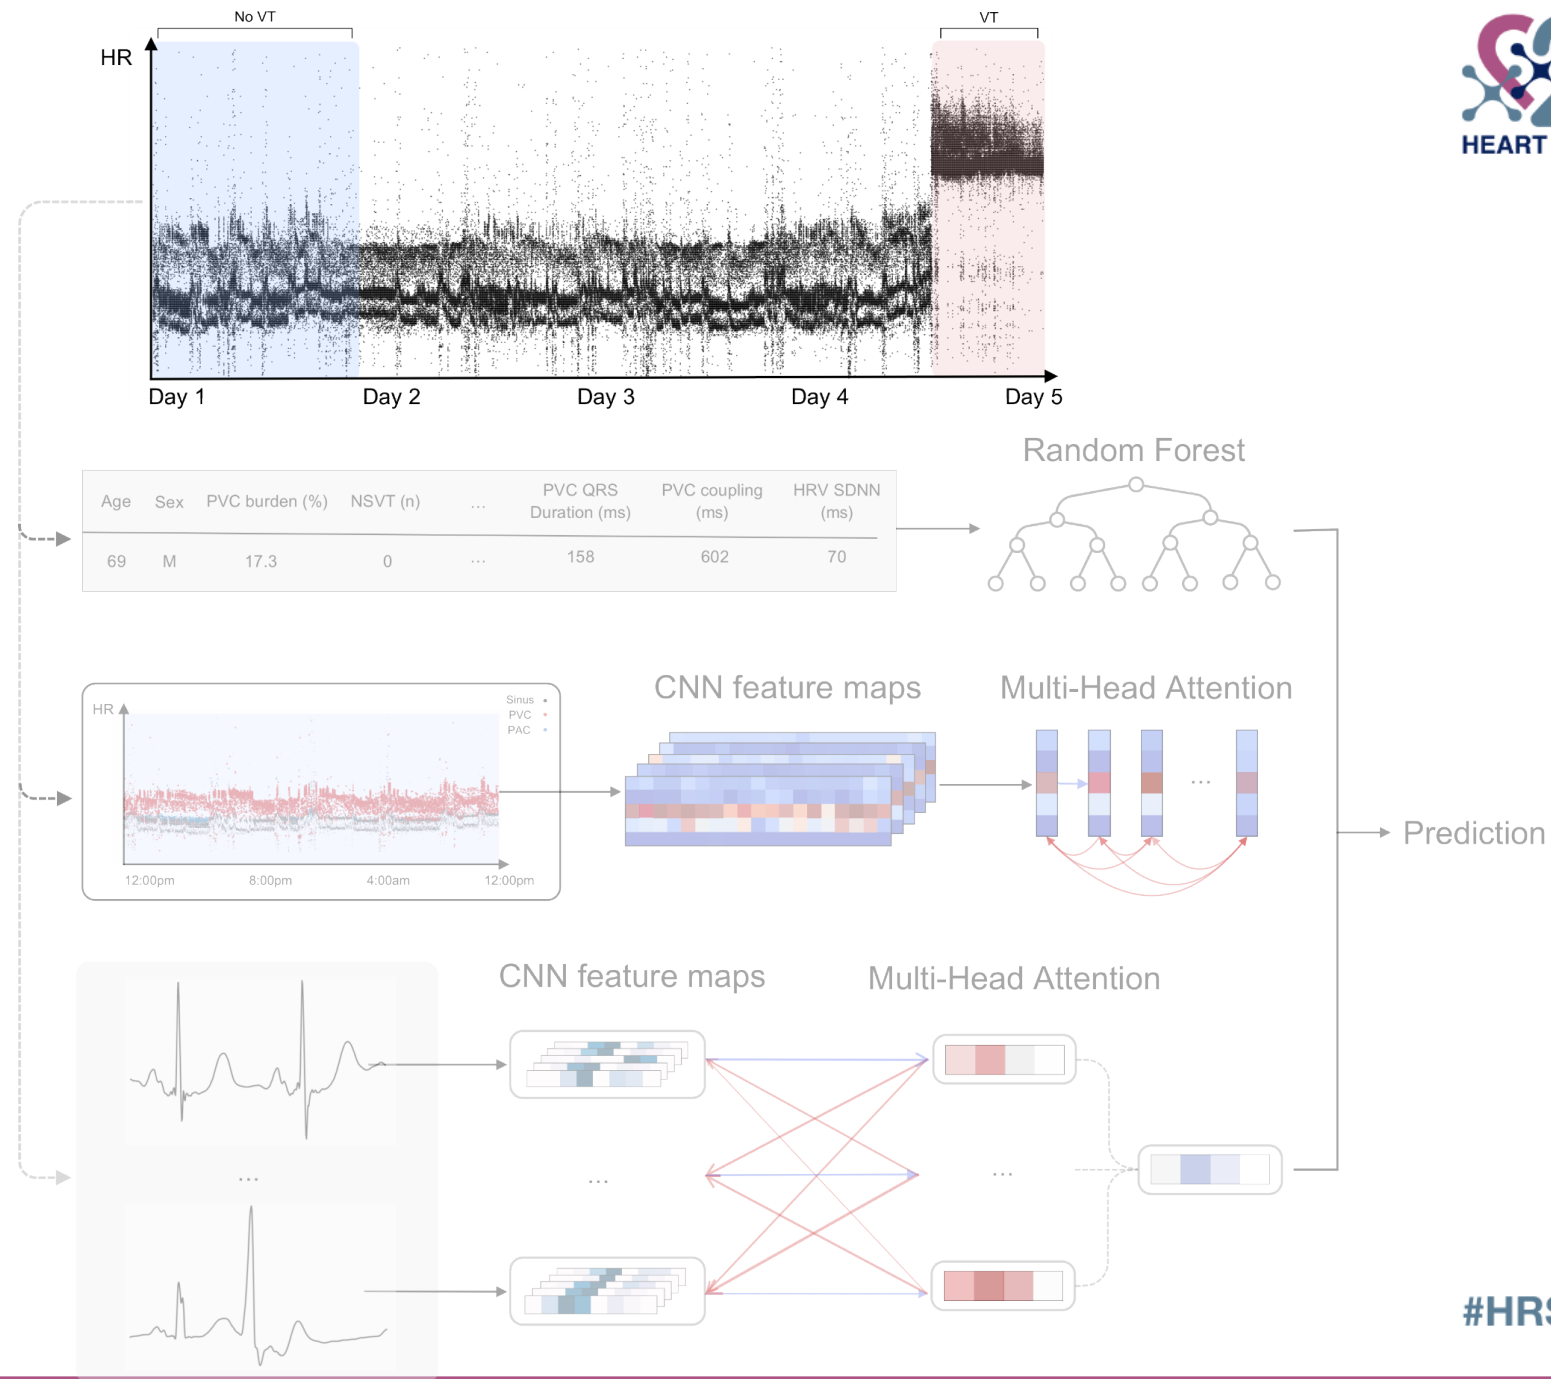 No VT
VT
HR
HEART
Day 1
Day 2
Day 3
Day 4
Day 5
Random Forest
Age
Sex
PVC burden (%)
NSVT (n)
...
PVC QRS
Duration (ms)
PVC coupling
(ms)
HRV SDNN
(ms)
69
M
17.3
0
...
158
602
70
CNN feature maps
Multi-Head Attention
HR
Sinus
PVC
PAC
...
12:00pm
8:00pm
4:00am
12:00pm
Prediction
CNN feature maps
Multi-Head Attention
...
...
...
#HRS